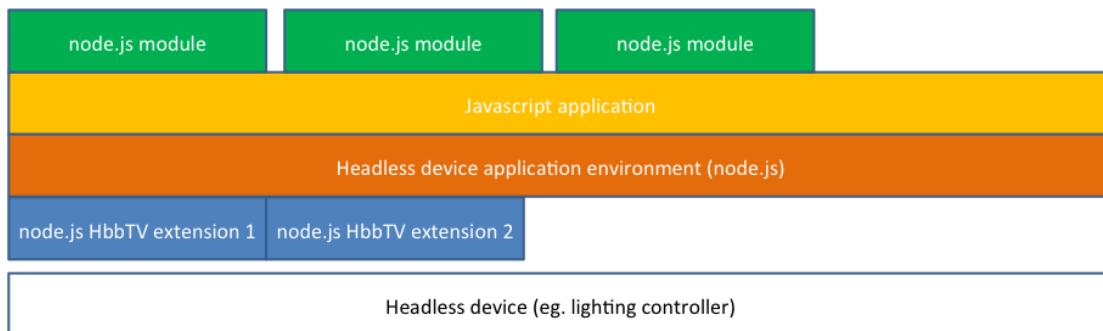 node.js module
node.js module
node.js module
Javascript application
Headless device application environment (node.js)
node.js HbbTV extension 1
node.js HbbTV extension 2
Headless device (eg. lighting controller)